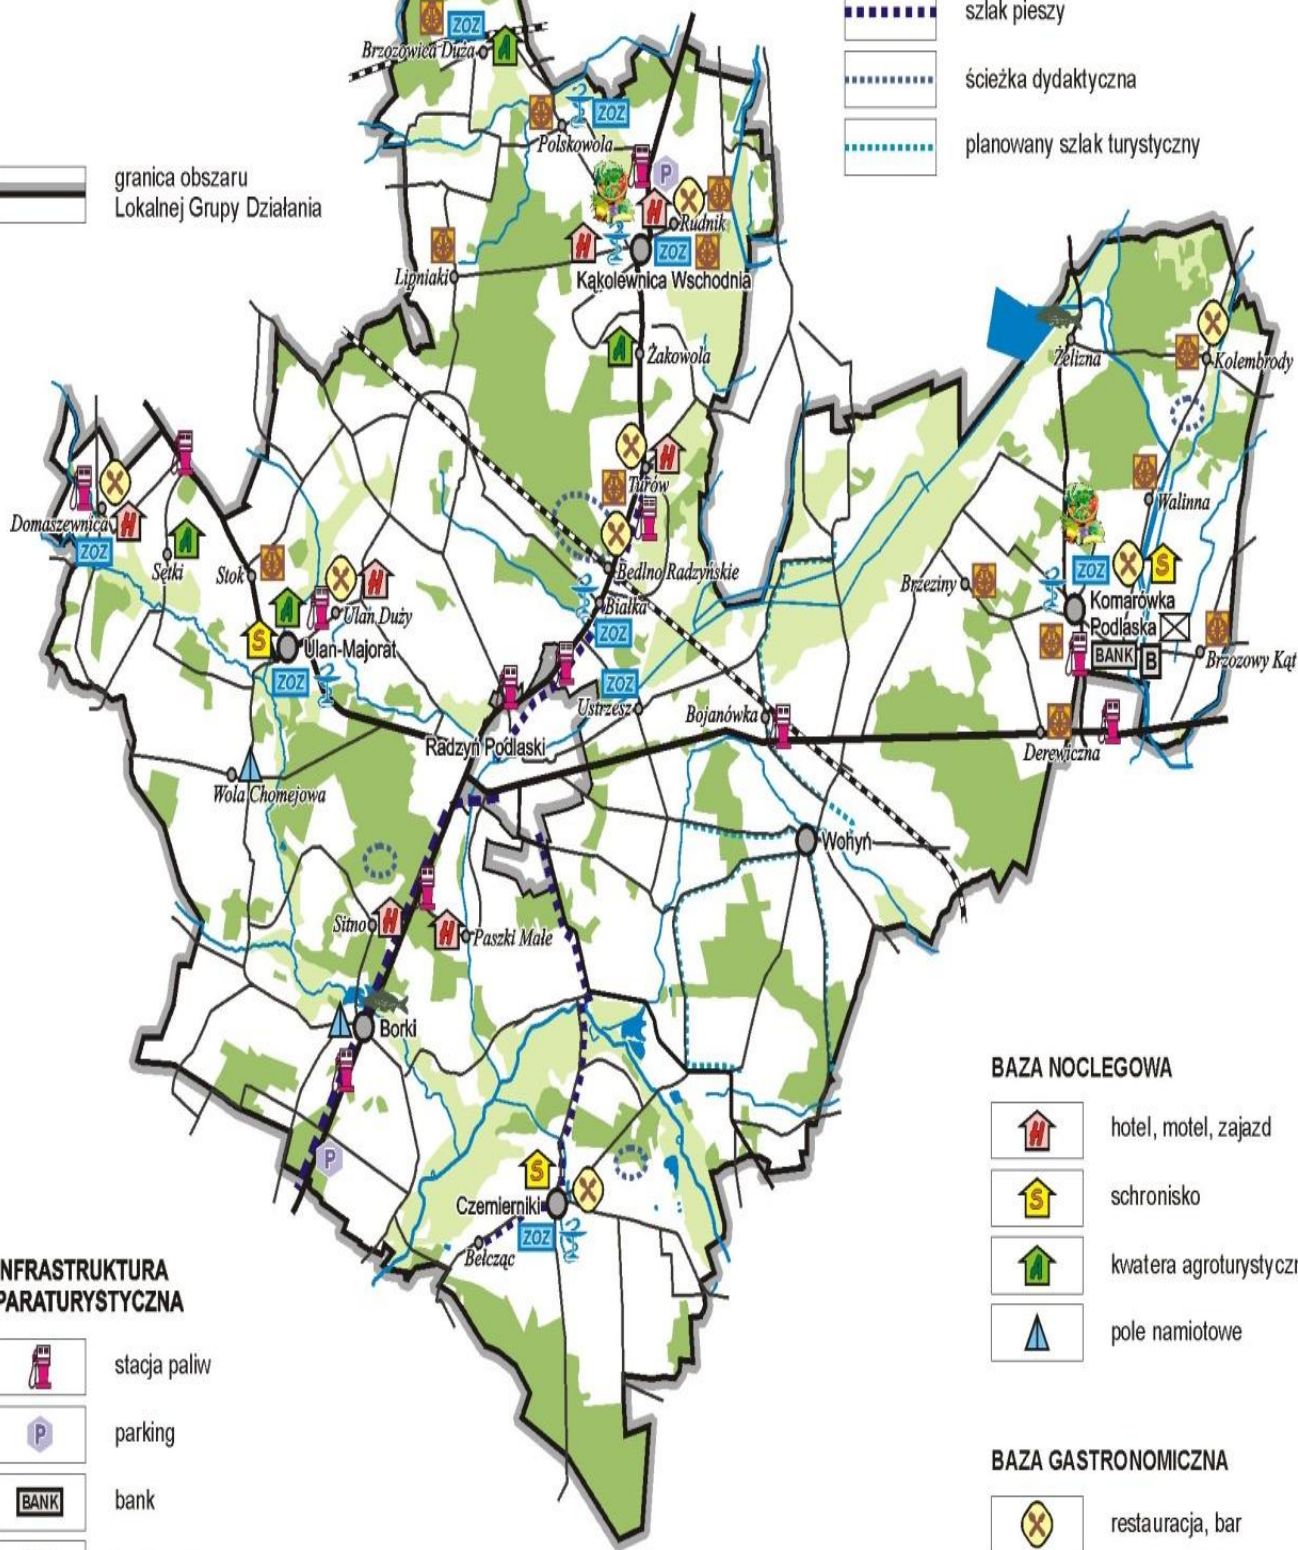 szlak pieszy
ścieżka dydaktyczna
planowany szlak turystyczny
granica obszaru
Lokalnej Grupy Działania
ZOZ
Brzozowica Duża
A
ZOZ
Polskowola
P
H
Rudnik
H
ZOZ
Lipniaki
Kąkolewnica Wschodnia
A
Żakowola
Żelizna
Kolembrody
H
Turów
Walinna
Domaszewnica
H
ZOZ
A
Sętki
Stok
H
A
Ulan Duży
S
Ulan-Majorat
ZOZ
Bedlno Radzyńskie
Białka
ZOZ
ZOZ
Ustrzesz
Bojanówka
Brzeziny
ZOZ
S
Komarówka
Podlaska
BANK
B
Brzozowy Kąt
Derewiczna
Radzyń Podlaski
Wola Chomejowa
Wohyń
Sitno
H
H
Paszki Małe
Borki
P
S
Czemierniki
ZOZ
Bełcząc
BAZA NOCLEGOWA
H
hotel, motel, zajazd
S
schronisko
A
kwatera agroturystyczn
pole namiotowe
NFRASTRUKTURA
PARATURYSTYCZNA
stacja paliw
P
parking
BANK
bank
BAZA GASTRONOMICZNA
restauracja, bar